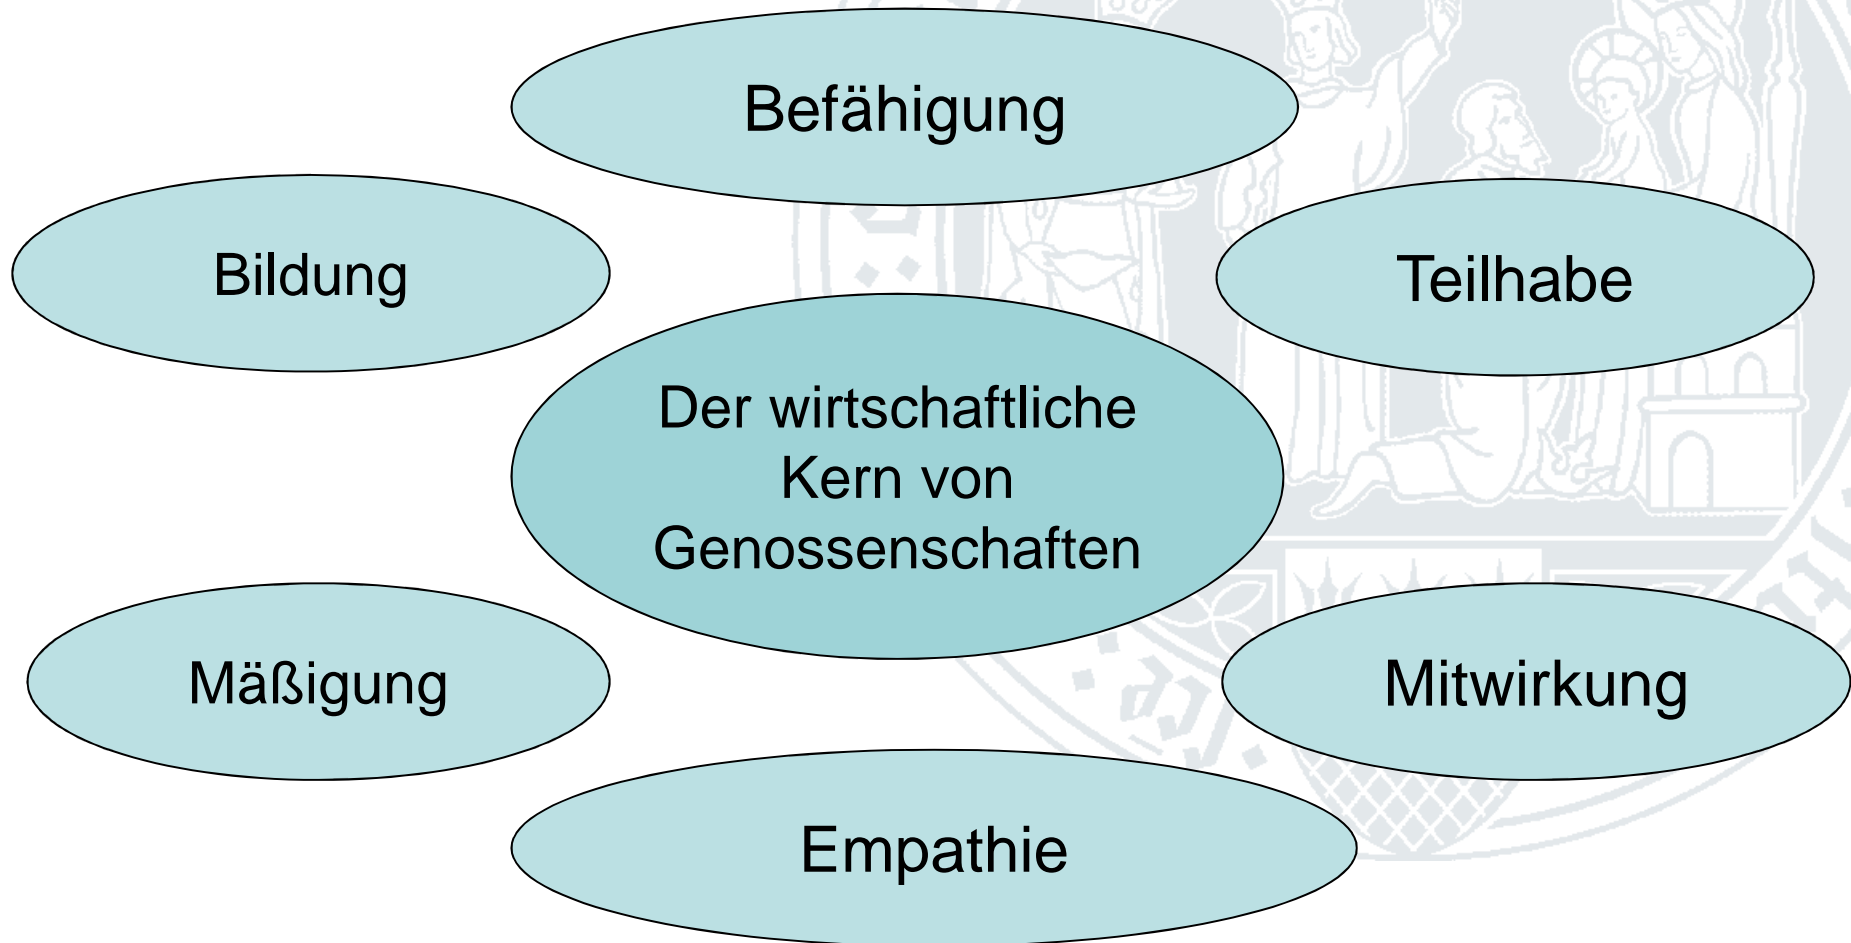 Befähigung
Bildung
Teilhabe
Der wirtschaftliche
Kern von
Genossenschaften
Mäßigung
Mitwirkung
Empathie